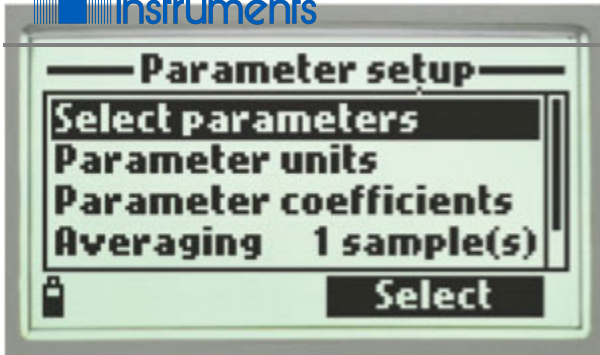 instruments
Parameter setup
Select parameters
Parameter units
Parameter coefficients
Averaging 1 sample(s)
Select